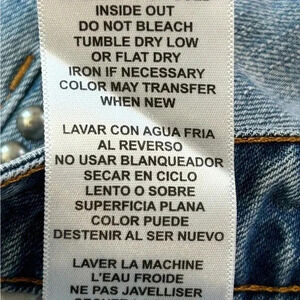 INSIDE OUT
DO NOT BLEACH
TUMBLE DRY LOW
OR FLAT DRY
IRON IF NECESSARY
COLOR MAY TRANSFER
WHEN NEW
LAVAR CON AGUA FRIA
AL REVERSO
NO USAR BLANQUEADOR
SECAR EN CICLO
LENTO O SOBRE
SUPERFICIA PLANA
COLOR PUEDE
DESTENIR AL SER NUEVO
LAVER LA MACHINE
L'EAU FROIDE
NE PAS JAVELLISER